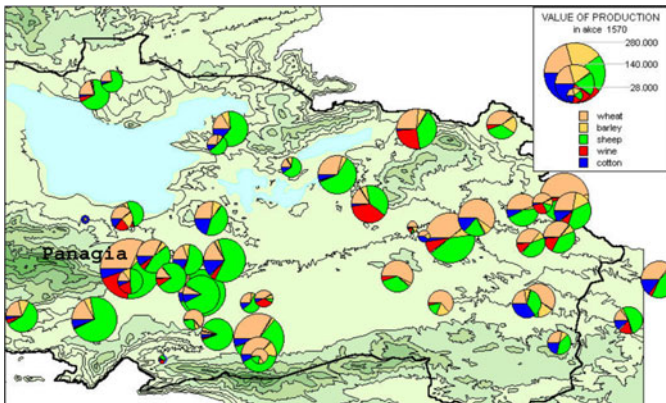 VALUE OF PRODUCTION
in akce 1570
280.000
140.000
28.000
wheat
barley
sheep
wine
cotton
Panagia